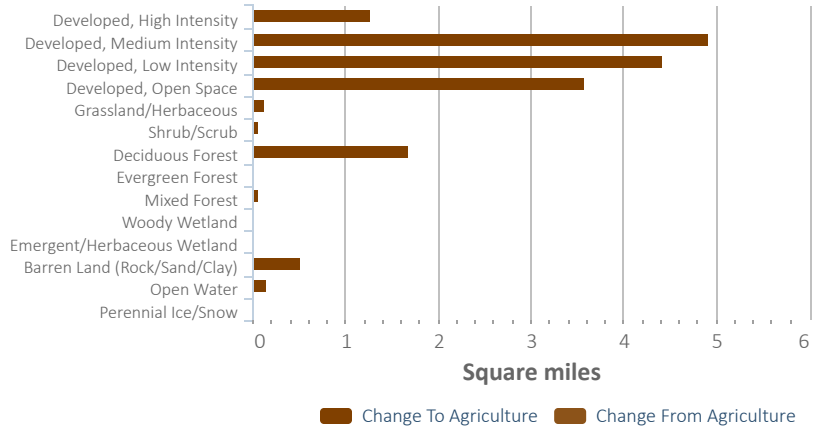 Developed, High Intensity
Developed, Medium Intensity
Developed, Low Intensity
Developed, Open Space
Grassland/Herbaceous
Shrub/Scrub
Deciduous Forest
Evergreen Forest
Mixed Forest
Woody Wetland
Emergent/Herbaceous Wetland
Barren Land (Rock/Sand/Clay)
Open Water
Perennial Ice/Snow
0 1 2 3 4 5 6
Square miles
Change To Agriculture Change From Agriculture